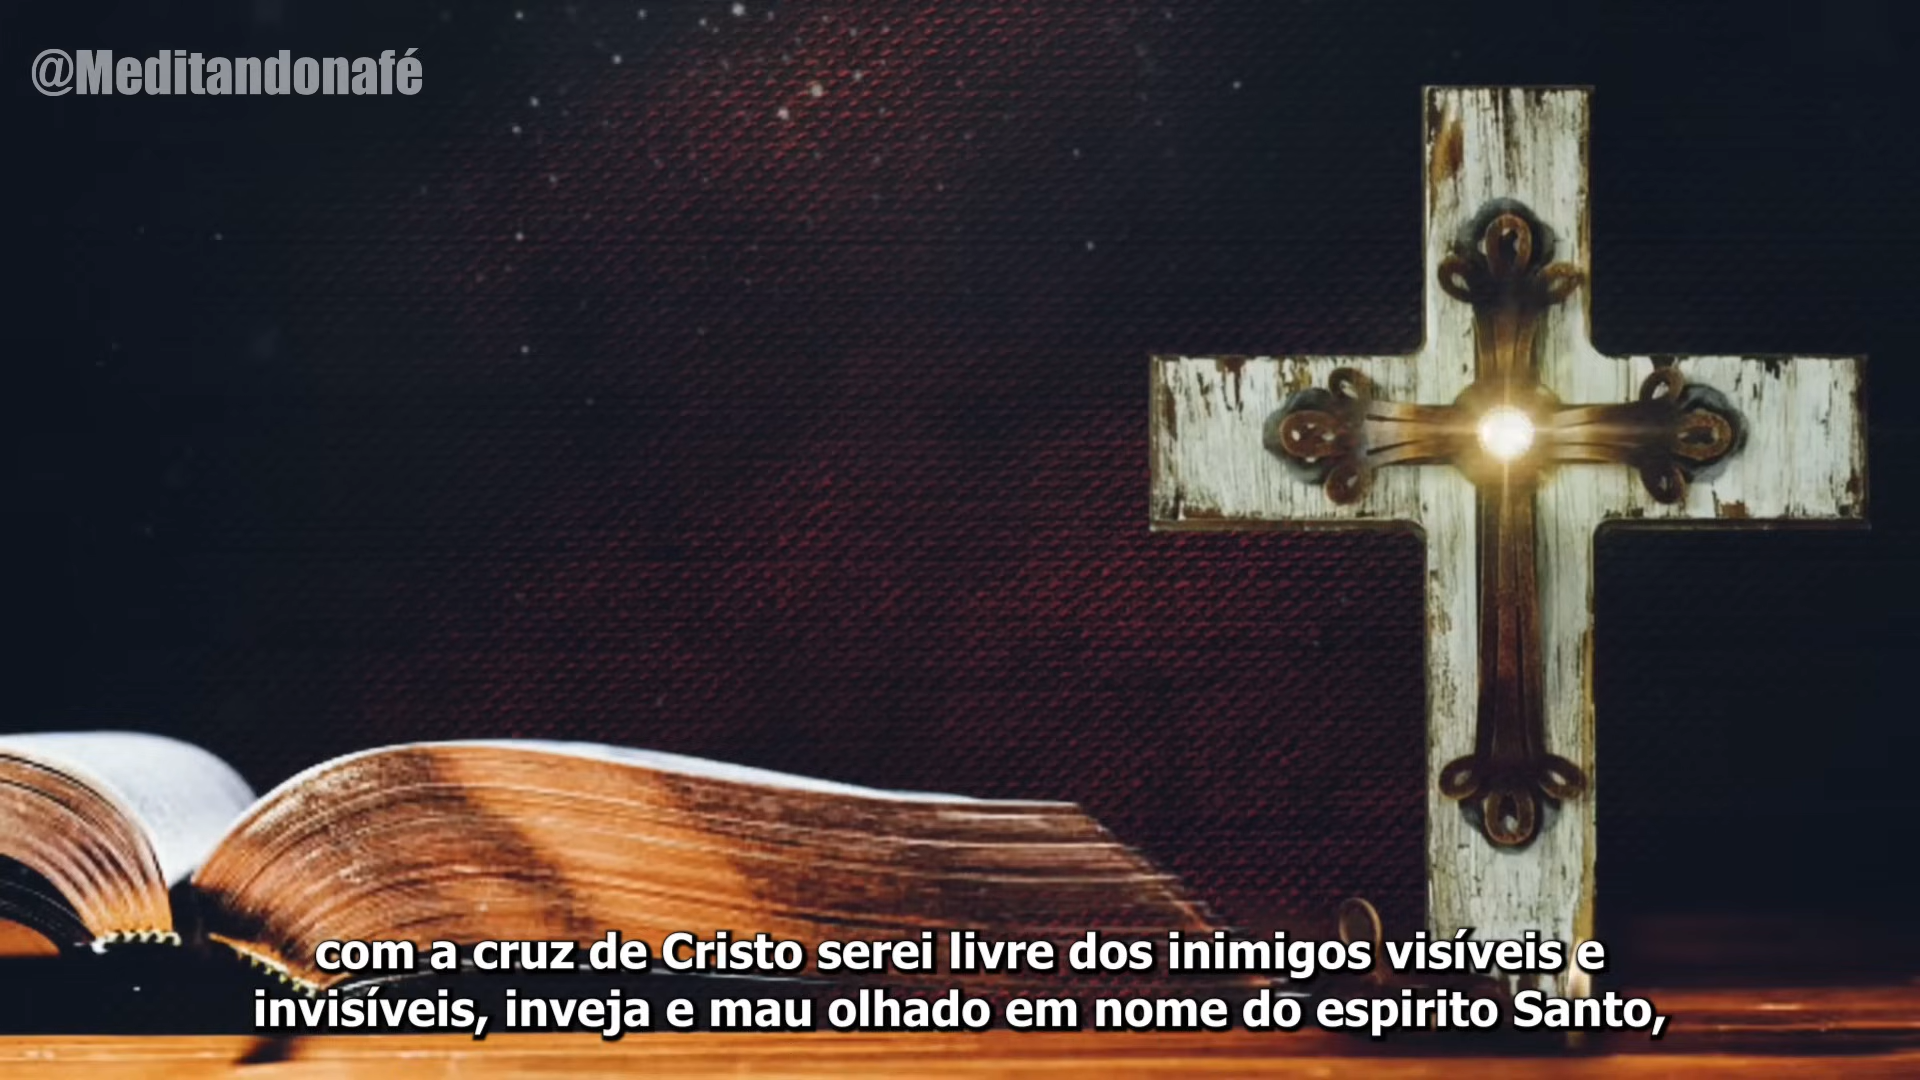 @Meditandonafé
com a cruz de Cristo serei livre dos inimigos visíveis e
invisíveis, inveja e mau olhado em nome do espirito Santo,